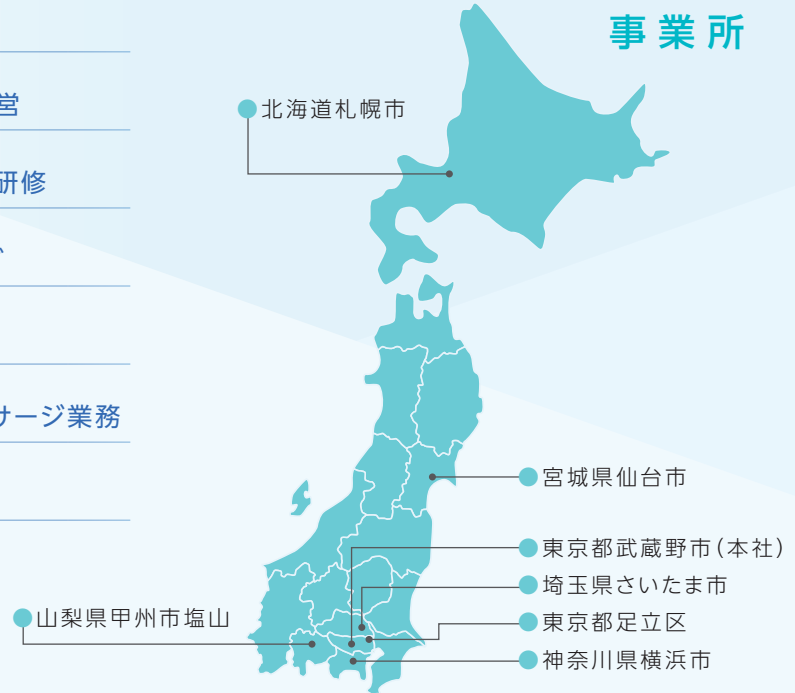 事業所
営
研修
サージ業務
北海道札幌市
宮城県仙台市
東京都武蔵野市(本社)
埼玉県さいたま市
東京都足立区
神奈川県横浜市
山梨県甲州市塩山